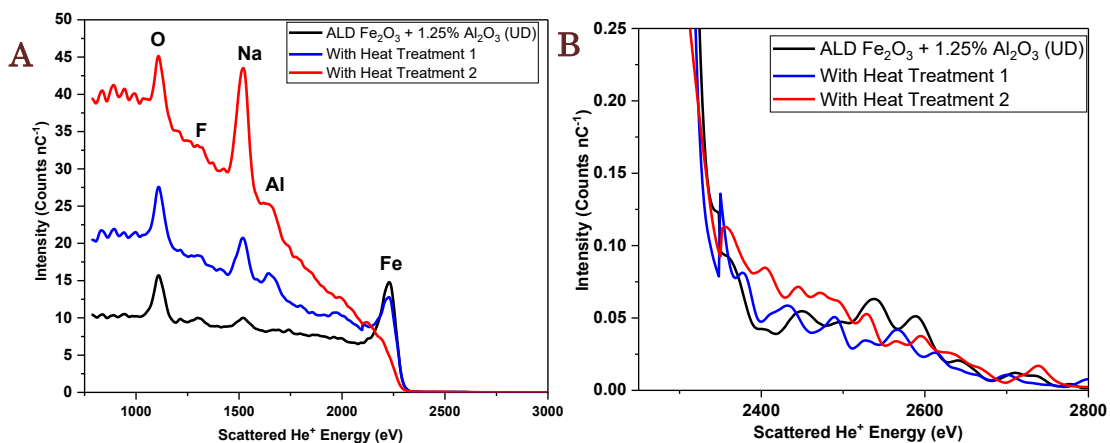 A
50
45
40
35
30
25
20
15
10
5
0
Intensity (Counts nC⁻¹)
O
F
Na
Al
Fe
ALD Fe₂O₃ + 1.25% Al₂O₃ (UD)
With Heat Treatment 1
With Heat Treatment 2
1000 1500 2000 2500 3000
Scattered He⁺ Energy (eV)
B
0.25
0.20
0.15
0.10
0.05
0.00
Intensity (Counts nC⁻¹)
ALD Fe₂O₃ + 1.25% Al₂O₃ (UD)
With Heat Treatment 1
With Heat Treatment 2
2400 2600 2800
Scattered He⁺ Energy (eV)